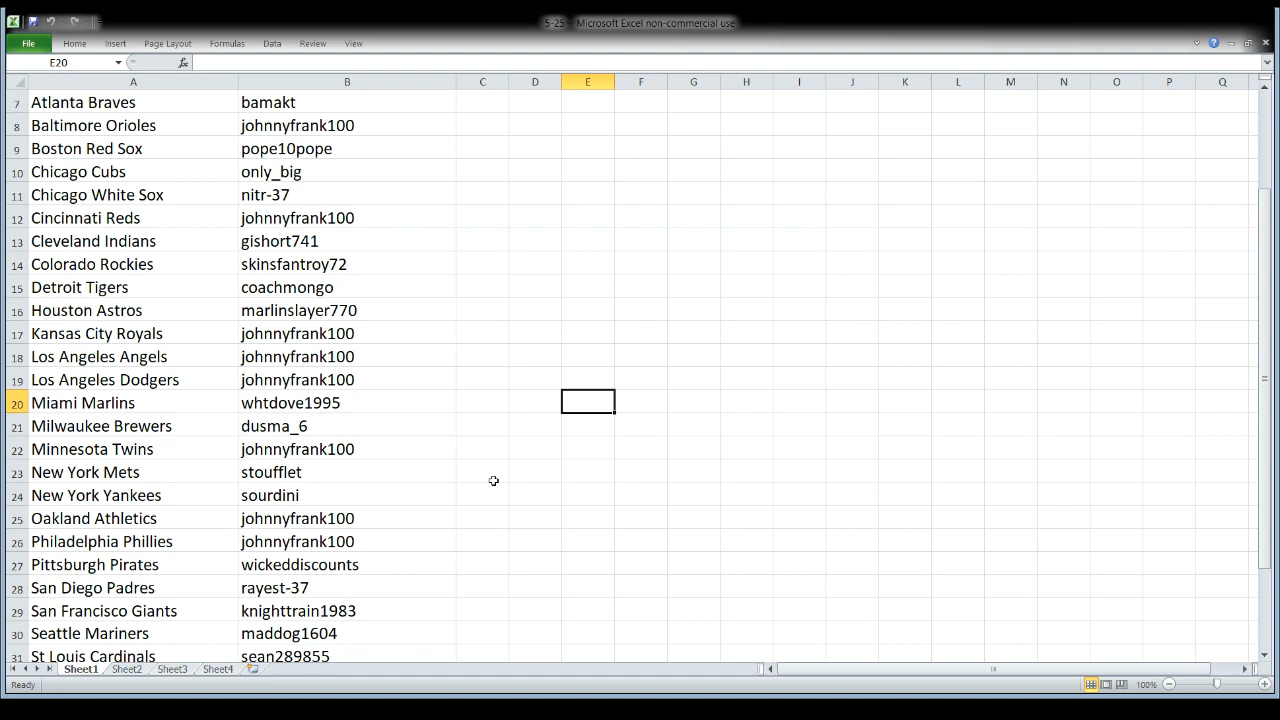 5-25 - Microsoft Excel non-commercial use
File Home Insert Page Layout Formulas Data Review View
E20 fx
A B C D E F G H I J K L M N O P Q
7 Atlanta Braves bamakt
8 Baltimore Orioles johnnyfrank100
9 Boston Red Sox pope10pope
10 Chicago Cubs only_big
11 Chicago White Sox nitr-37
12 Cincinnati Reds johnnyfrank100
13 Cleveland Indians gishort741
14 Colorado Rockies skinsfantroy72
15 Detroit Tigers coachmongo
16 Houston Astros marlinslayer770
17 Kansas City Royals johnnyfrank100
18 Los Angeles Angels johnnyfrank100
19 Los Angeles Dodgers johnnyfrank100
20 Miami Marlins whtdove1995
21 Milwaukee Brewers dusma_6
22 Minnesota Twins johnnyfrank100
23 New York Mets stoufflet
24 New York Yankees sourdini
25 Oakland Athletics johnnyfrank100
26 Philadelphia Phillies johnnyfrank100
27 Pittsburgh Pirates wickeddiscounts
28 San Diego Padres rayest-37
29 San Francisco Giants knighttrain1983
30 Seattle Mariners maddog1604
31 St Louis Cardinals sean289855
Sheet1 Sheet2 Sheet3 Sheet4
Ready 100%